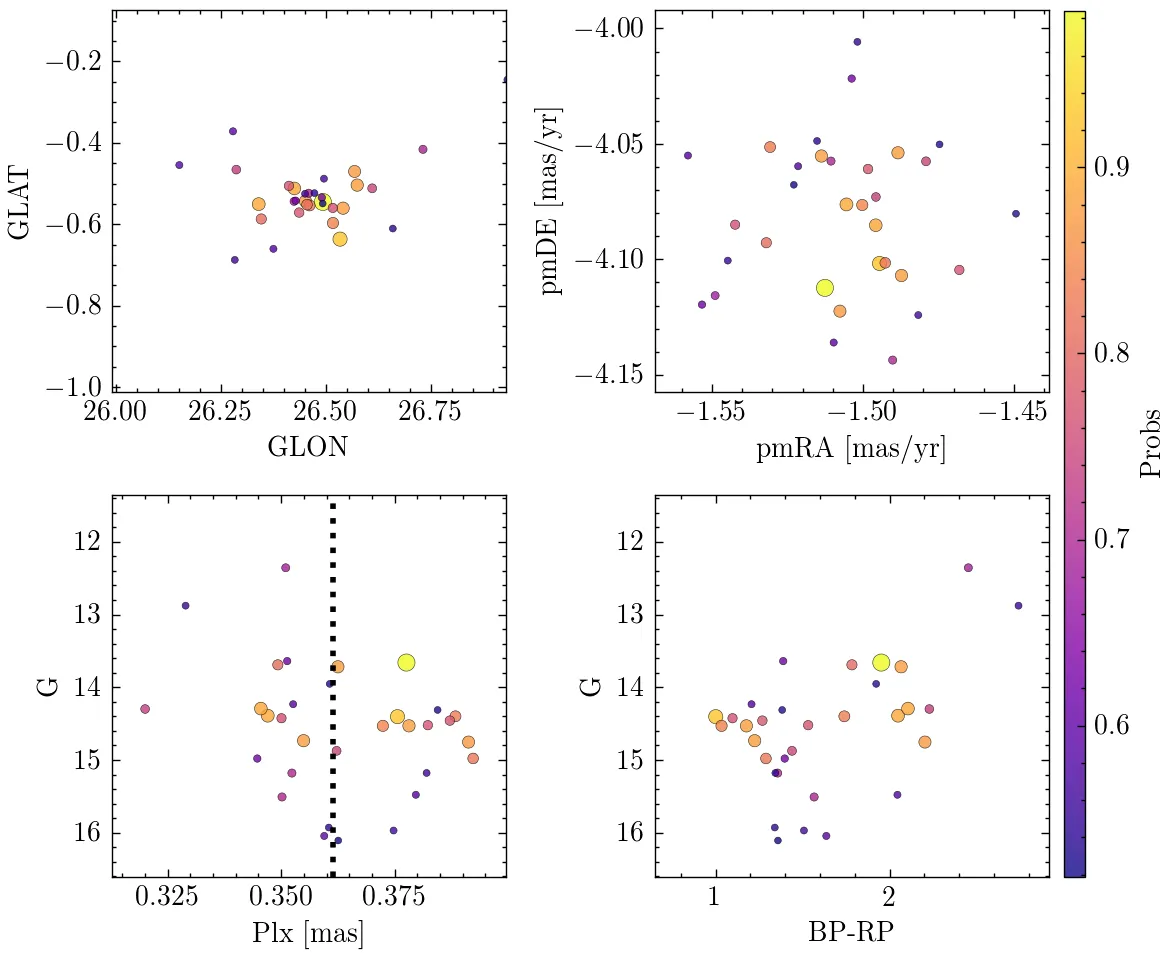 −0.2
−0.4
−0.6
−0.8
−1.0
GLAT
26.00 26.25 26.50 26.75
GLON
−4.00
−4.05
−4.10
−4.15
pmDE [mas/yr]
−1.55 −1.50 −1.45
pmRA [mas/yr]
12
13
14
15
16
G
0.325 0.350 0.375
Plx [mas]
12
13
14
15
16
G
1 2
BP-RP
0.9
0.8
0.7
0.6
Probs